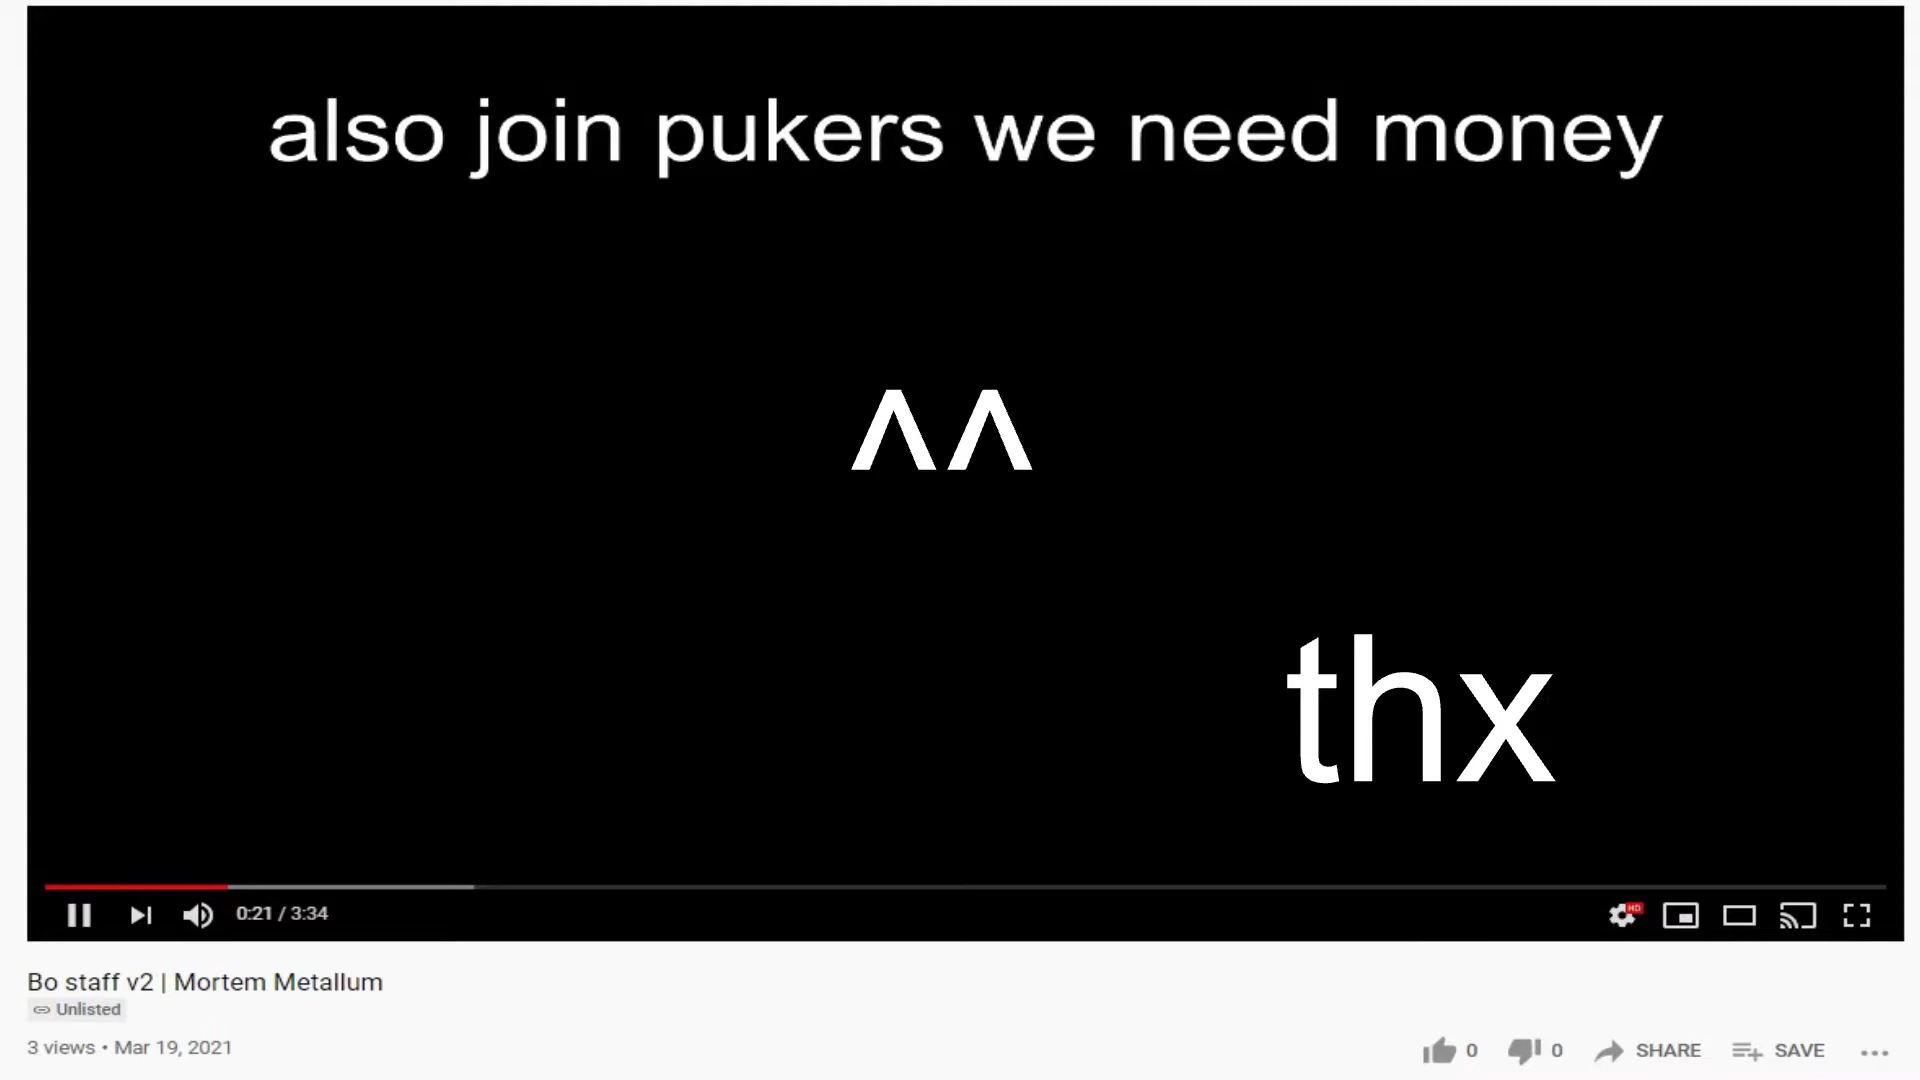 also join pukers we need money
^^
thx
0:21 / 3:34
HD
Bo staff v2 | Mortem Metallum
Unlisted
3 views • Mar 19, 2021
0 0 SHARE SAVE